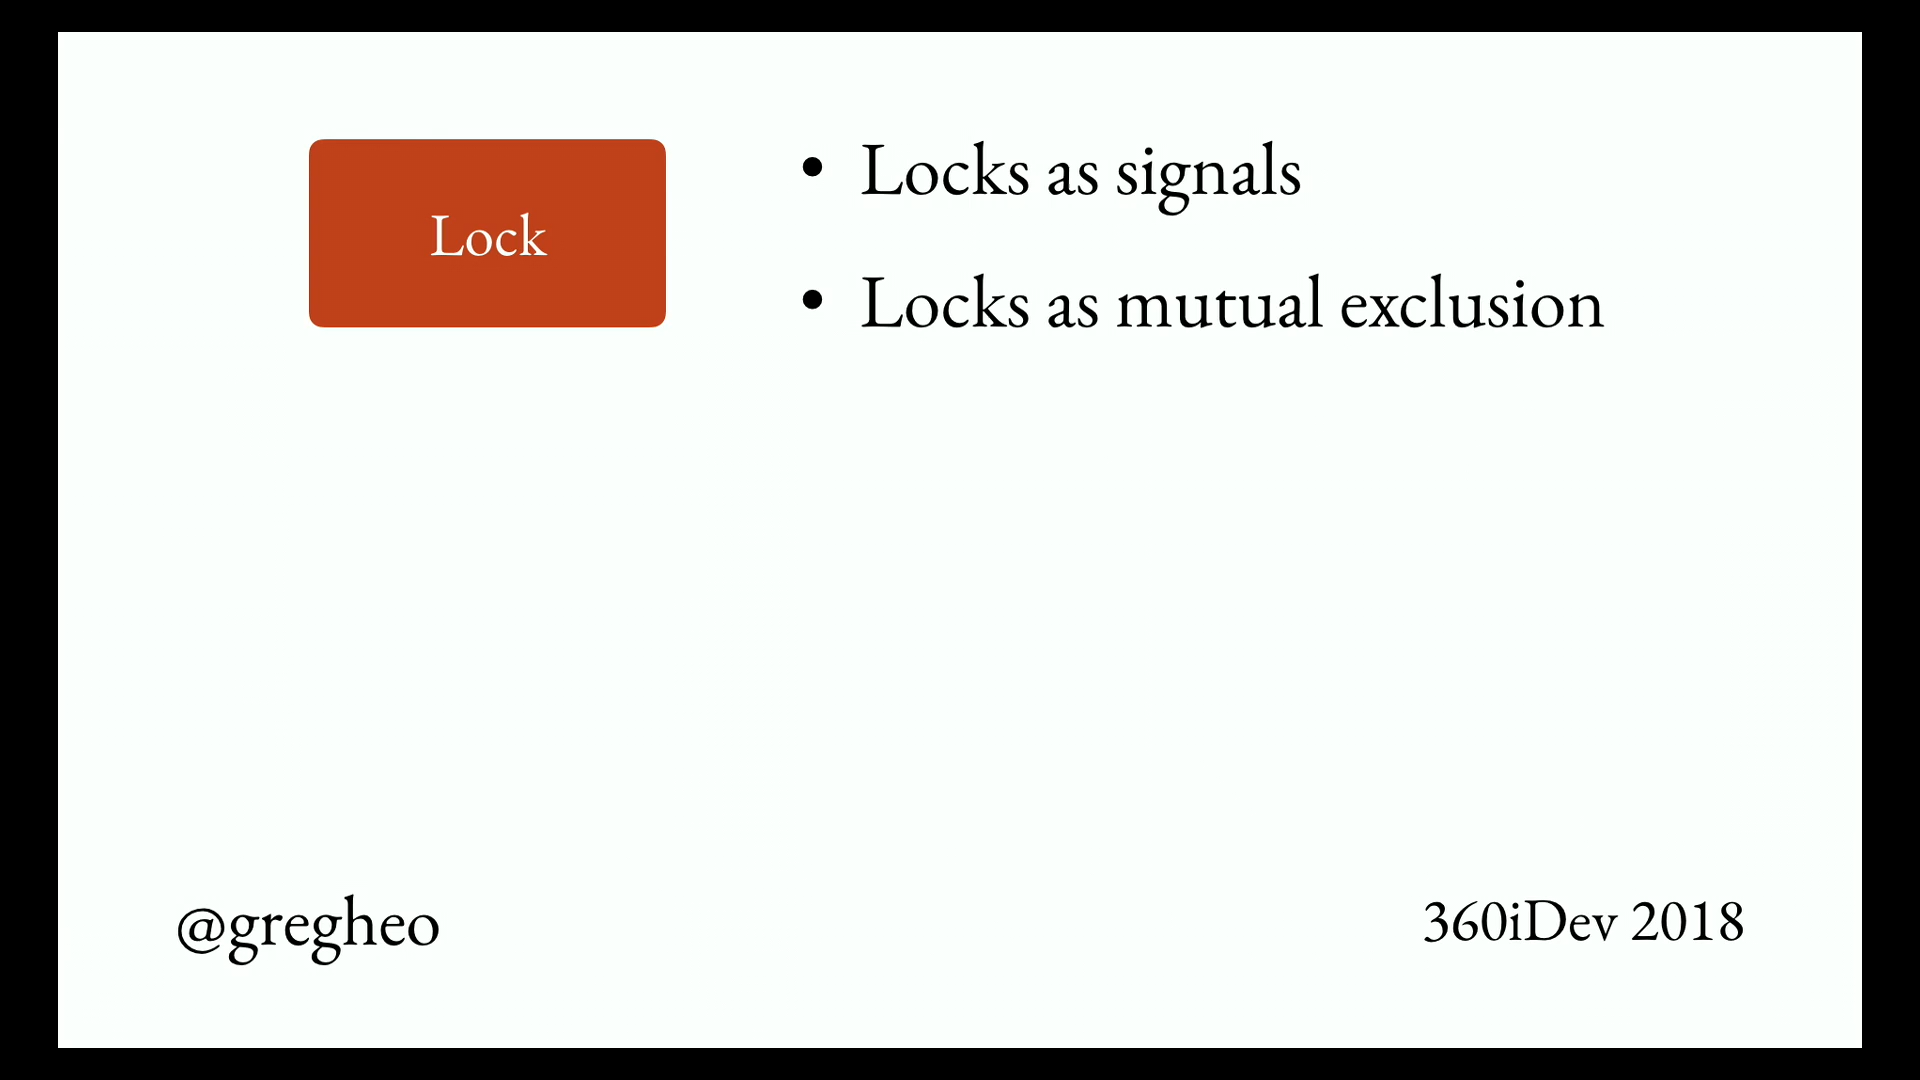 Lock
• Locks as signals
• Locks as mutual exclusion
@gregheo
360iDev 2018